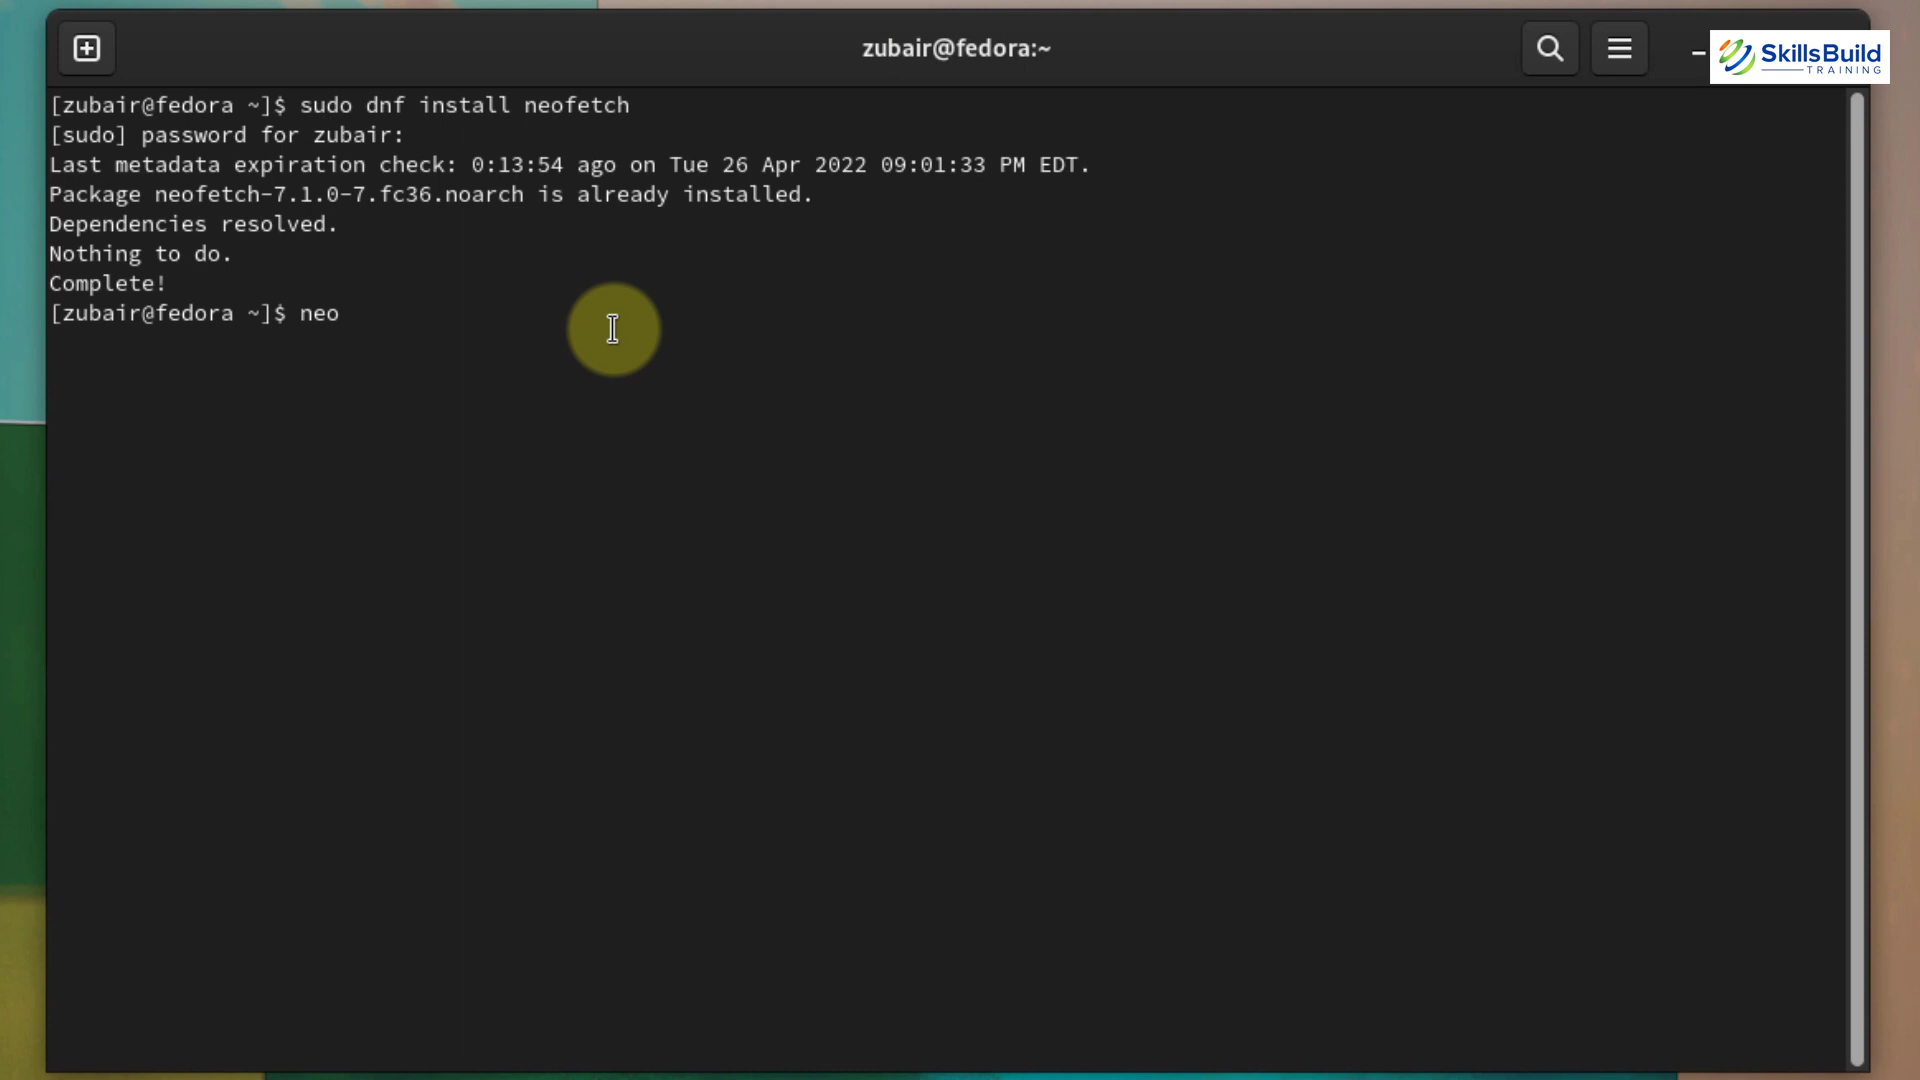 zubair@fedora:~
SkillsBuild
TRAINING
[zubair@fedora ~]$ sudo dnf install neofetch
[sudo] password for zubair:
Last metadata expiration check: 0:13:54 ago on Tue 26 Apr 2022 09:01:33 PM EDT.
Package neofetch-7.1.0-7.fc36.noarch is already installed.
Dependencies resolved.
Nothing to do.
Complete!
[zubair@fedora ~]$ neo